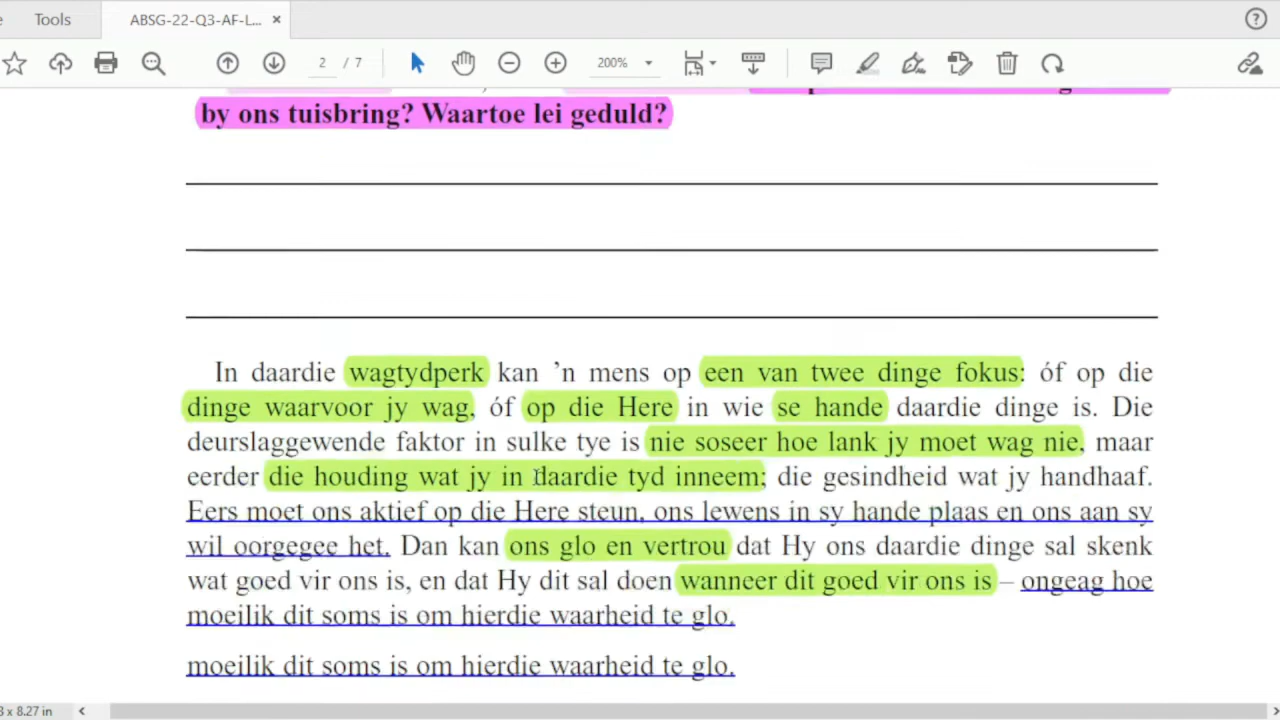 Tools
ABSG-22-Q3-AF-L... ×
2 / 7
200%
by ons tuisbring? Waartoe lei geduld?
In daardie wagtydperk kan ’n mens op een van twee dinge fokus: óf op die
dinge waarvoor jy wag, óf op die Here in wie se hande daardie dinge is. Die
deurslaggewende faktor in sulke tye is nie soseer hoe lank jy moet wag nie, maar
eerder die houding wat jy in daardie tyd inneem; die gesindheid wat jy handhaaf.
Eers moet ons aktief op die Here steun, ons lewens in sy hande plaas en ons aan sy
wil oorgegee het. Dan kan ons glo en vertrou dat Hy ons daardie dinge sal skenk
wat goed vir ons is, en dat Hy dit sal doen wanneer dit goed vir ons is – ongeag hoe
moeilik dit soms is om hierdie waarheid te glo.
moeilik dit soms is om hierdie waarheid te glo.
x 8.27 in